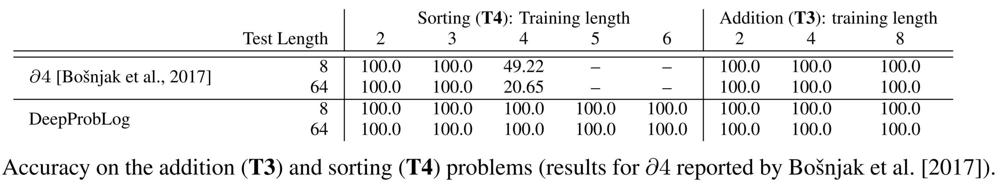 Sorting (T4): Training length Addition (T3): training length
Test Length 2 3 4 5 6 2 4 8
∂4 [Bošnjak et al., 2017]
8 100.0 100.0 49.22 – – 100.0 100.0 100.0
64 100.0 100.0 20.65 – – 100.0 100.0 100.0
DeepProbLog
8 100.0 100.0 100.0 100.0 100.0 100.0 100.0 100.0
64 100.0 100.0 100.0 100.0 100.0 100.0 100.0 100.0
Accuracy on the addition (T3) and sorting (T4) problems (results for ∂4 reported by Bošnjak et al. [2017]).